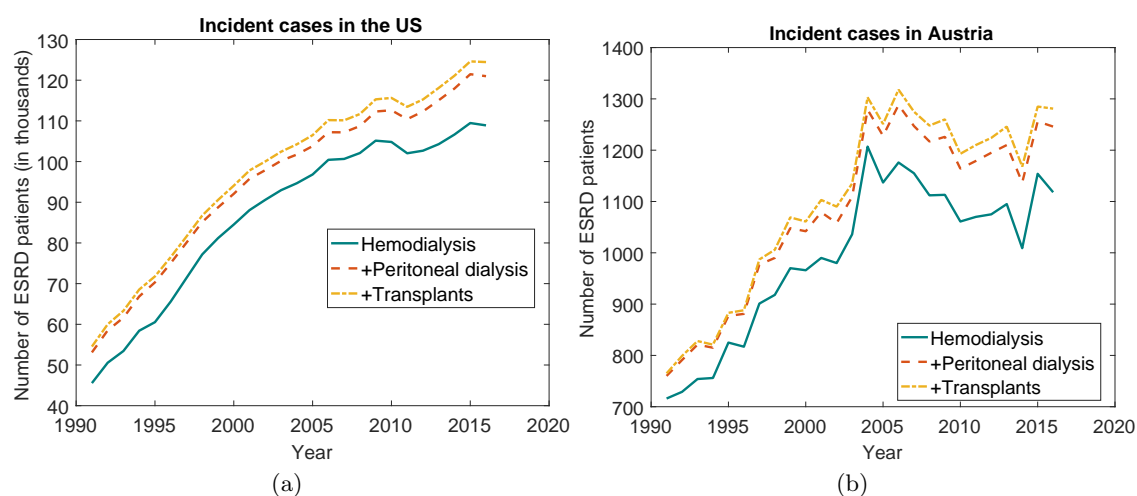 Incident cases in the US
Number of ESRD patients (in thousands)
130
120
110
100
90
80
70
60
50
40
Hemodialysis
+Peritoneal dialysis
+Transplants
1990 1995 2000 2005 2010 2015 2020
Year
(a)
Incident cases in Austria
Number of ESRD patients
1400
1300
1200
1100
1000
900
800
700
Hemodialysis
+Peritoneal dialysis
+Transplants
1990 1995 2000 2005 2010 2015 2020
Year
(b)